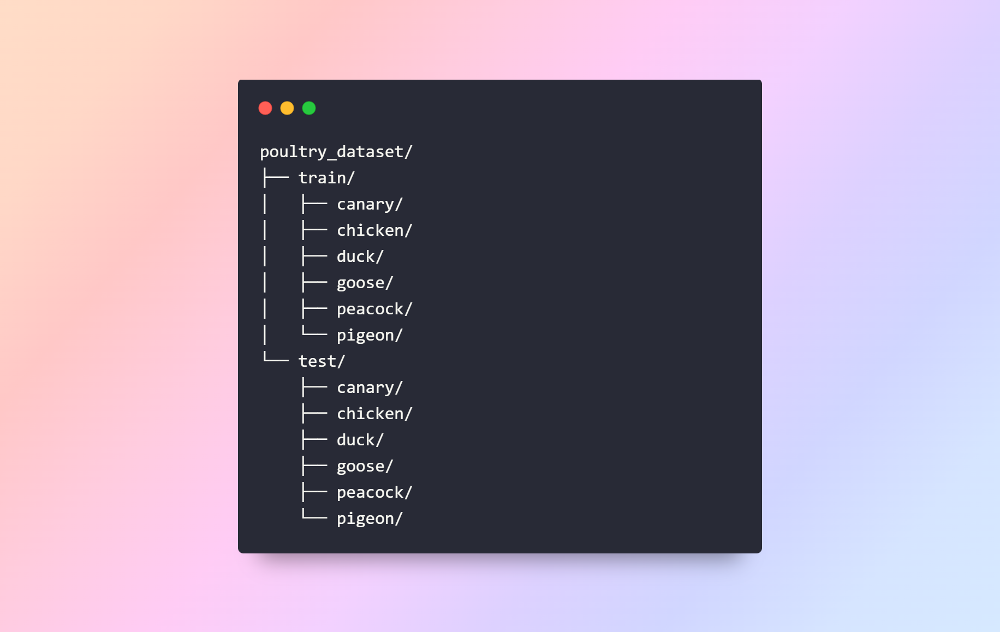 poultry_dataset/
├── train/
│   ├── canary/
│   ├── chicken/
│   ├── duck/
│   ├── goose/
│   ├── peacock/
│   └── pigeon/
└── test/
    ├── canary/
    ├── chicken/
    ├── duck/
    ├── goose/
    ├── peacock/
    └── pigeon/